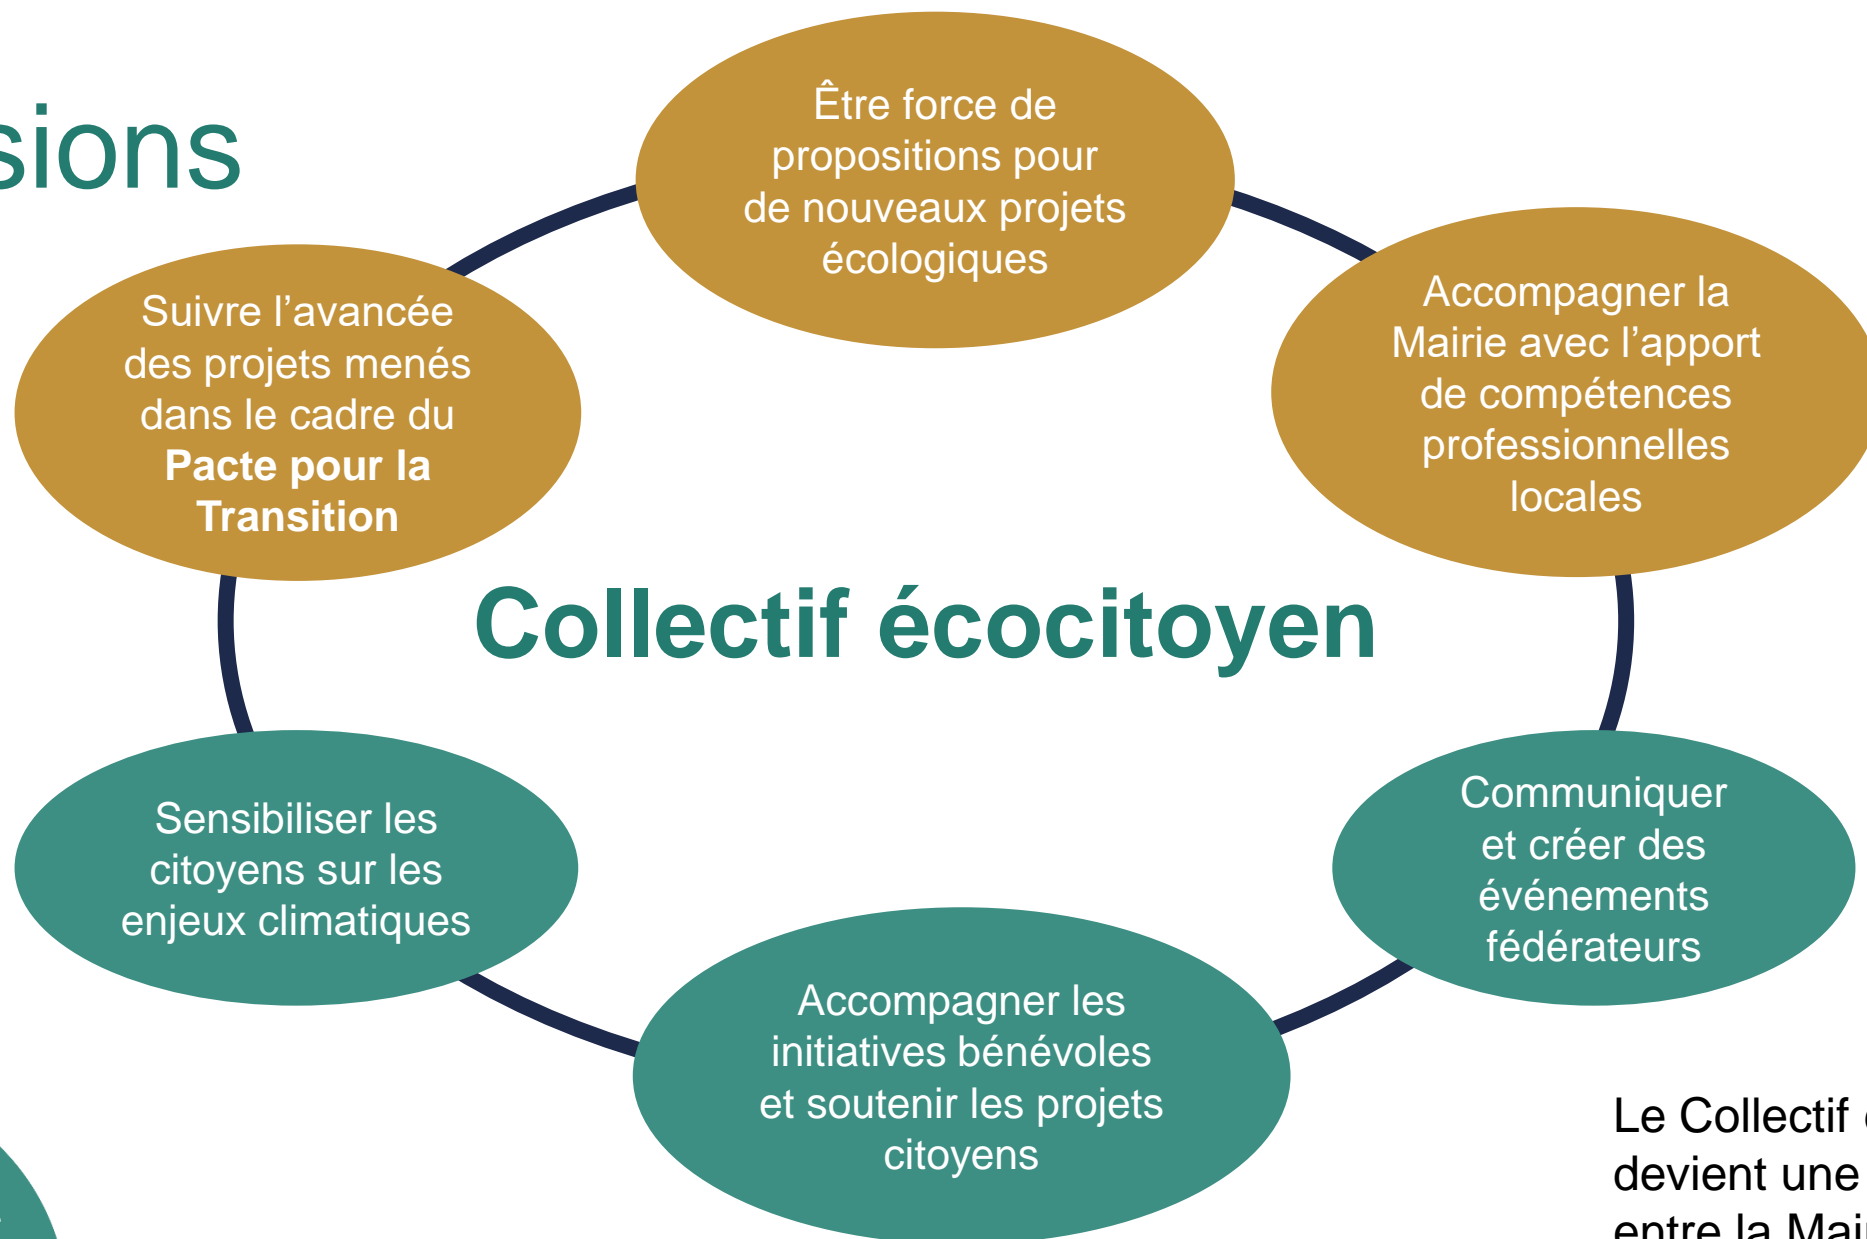 sions
Être force de
propositions pour
de nouveaux projets
écologiques
Suivre l’avancée
des projets menés
dans le cadre du
Pacte pour la
Transition
Accompagner la
Mairie avec l’apport
de compétences
professionnelles
locales
Collectif écocitoyen
Sensibiliser les
citoyens sur les
enjeux climatiques
Communiquer
et créer des
événements
fédérateurs
Accompagner les
initiatives bénévoles
et soutenir les projets
citoyens
Le Collectif
devient une
entre la Mair